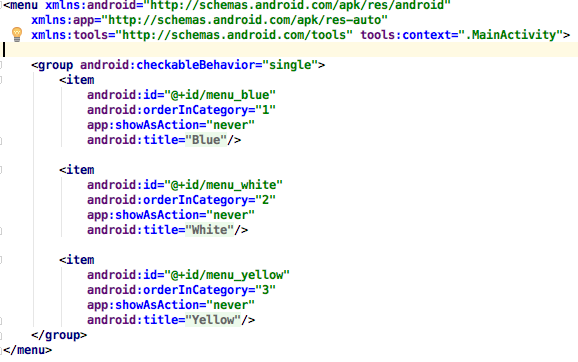 <menu xmlns:android="http://schemas.android.com/apk/res/android"
xmlns:app="http://schemas.android.com/apk/res-auto"
xmlns:tools="http://schemas.android.com/tools" tools:context=".MainActivity">
<group android:checkableBehavior="single">
<item
android:id="@+id/menu_blue"
android:orderInCategory="1"
app:showAsAction="never"
android:title="Blue"/>
<item
android:id="@+id/menu_white"
android:orderInCategory="2"
app:showAsAction="never"
android:title="White"/>
<item
android:id="@+id/menu_yellow"
android:orderInCategory="3"
app:showAsAction="never"
android:title="Yellow"/>
</group>
</menu>